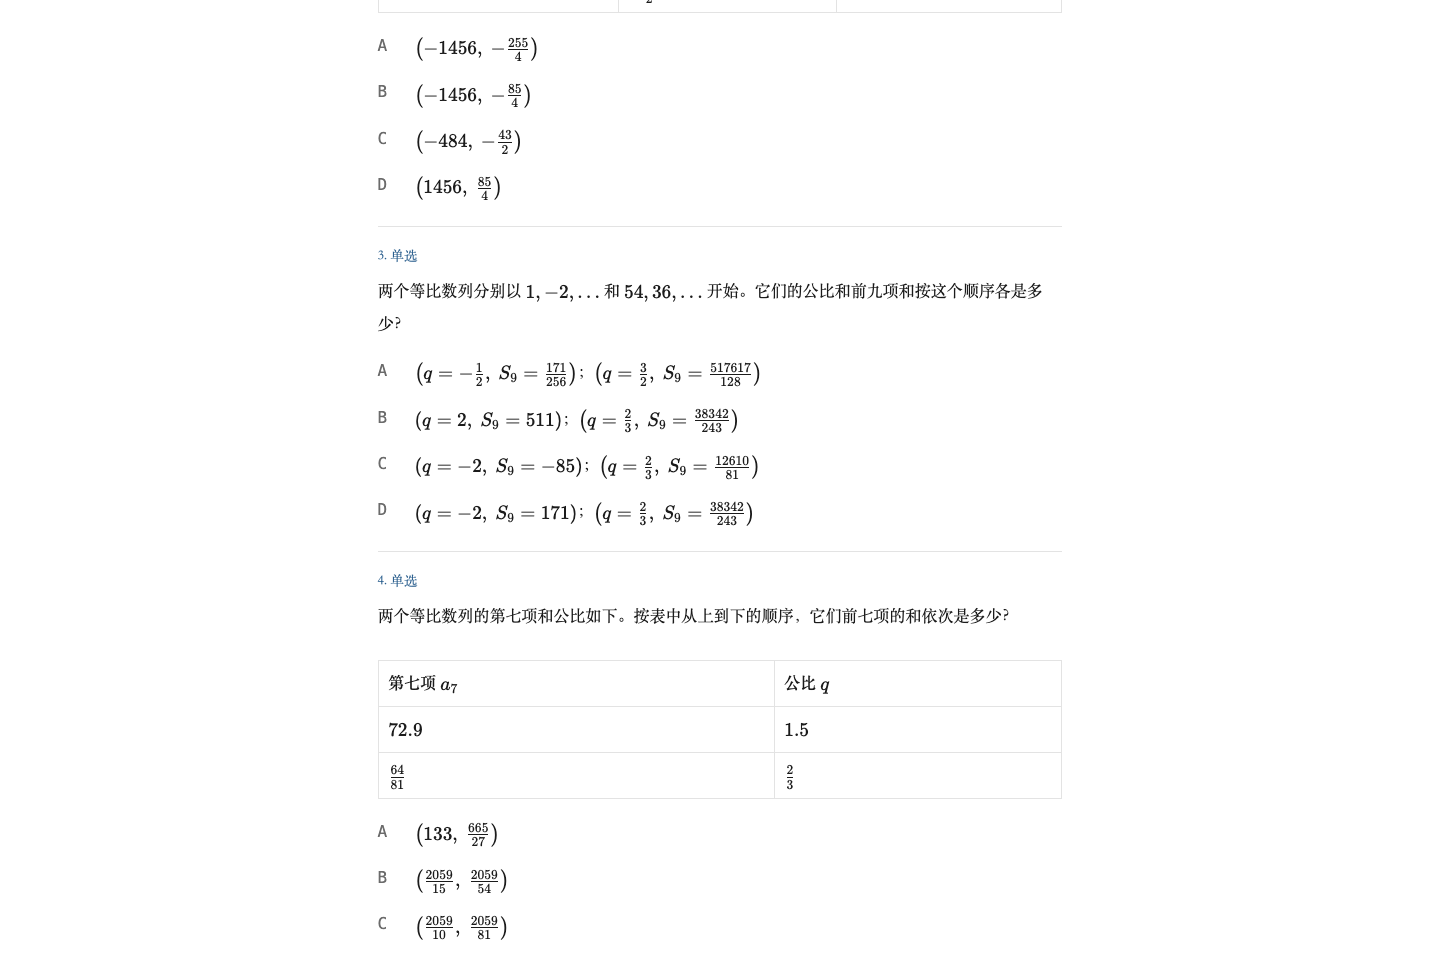 A (−1456, −255/4)
B (−1456, −85/4)
C (−484, −43/2)
D (1456, 85/4)
3. 单选
两个等比数列分别以 1, −2, … 和 54, 36, … 开始。它们的公比和前九项和按这个顺序各是多
少?
A (q = −1/2, S₉ = 171/256); (q = 3/2, S₉ = 517617/128)
B (q = 2, S₉ = 511); (q = 2/3, S₉ = 38342/243)
C (q = −2, S₉ = −85); (q = 2/3, S₉ = 12610/81)
D (q = −2, S₉ = 171); (q = 2/3, S₉ = 38342/243)
4. 单选
两个等比数列的第七项和公比如下。按表中从上到下的顺序，它们前七项的和依次是多少?
第七项 a₇ 公比 q
72.9 1.5
64/81 2/3
A (133, 665/27)
B (2059/15, 2059/54)
C (2059/10, 2059/81)